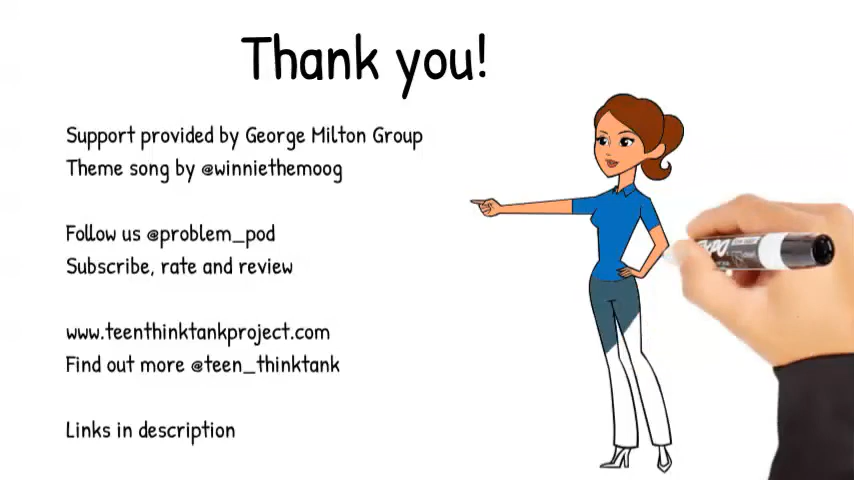 Thank you!
Support provided by George Milton Group
Theme song by @winniethemoog
Follow us @problem_pod
Subscribe, rate and review
www.teenthinktankproject.com
Find out more @teen_thinktank
Links in description